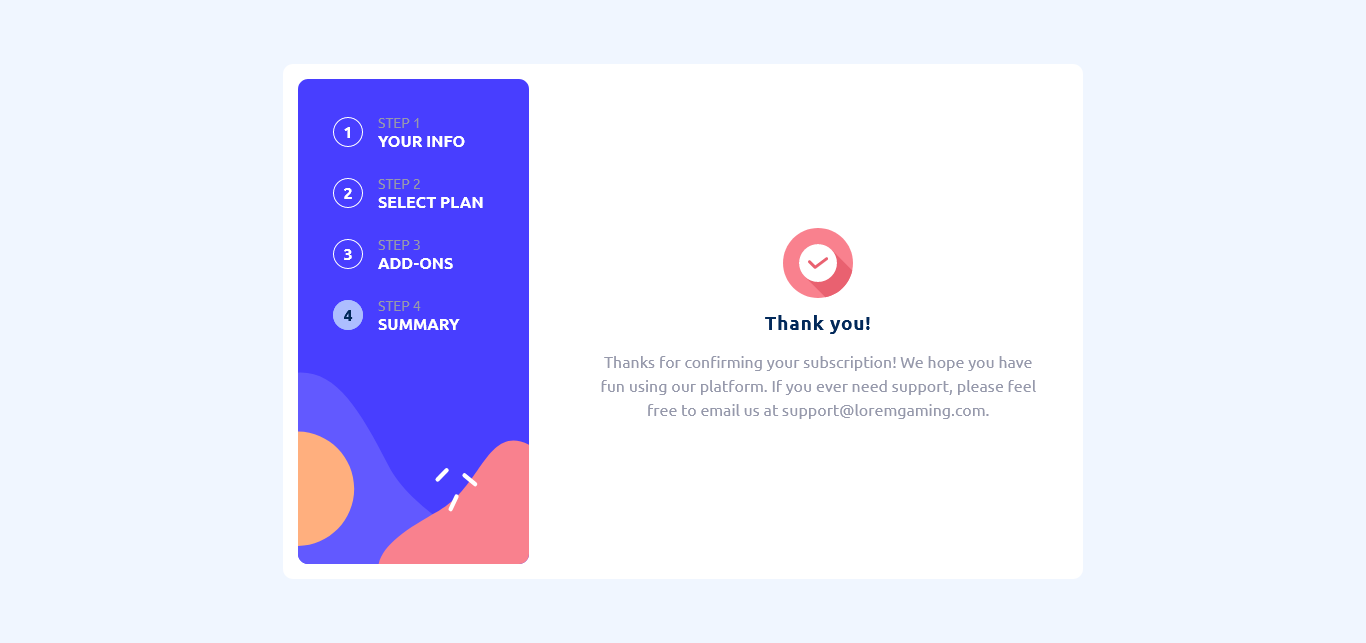 1
STEP 1
YOUR INFO
2
STEP 2
SELECT PLAN
3
STEP 3
ADD-ONS
4
STEP 4
SUMMARY
Thank you!
Thanks for confirming your subscription! We hope you have
fun using our platform. If you ever need support, please feel
free to email us at support@loremgaming.com.